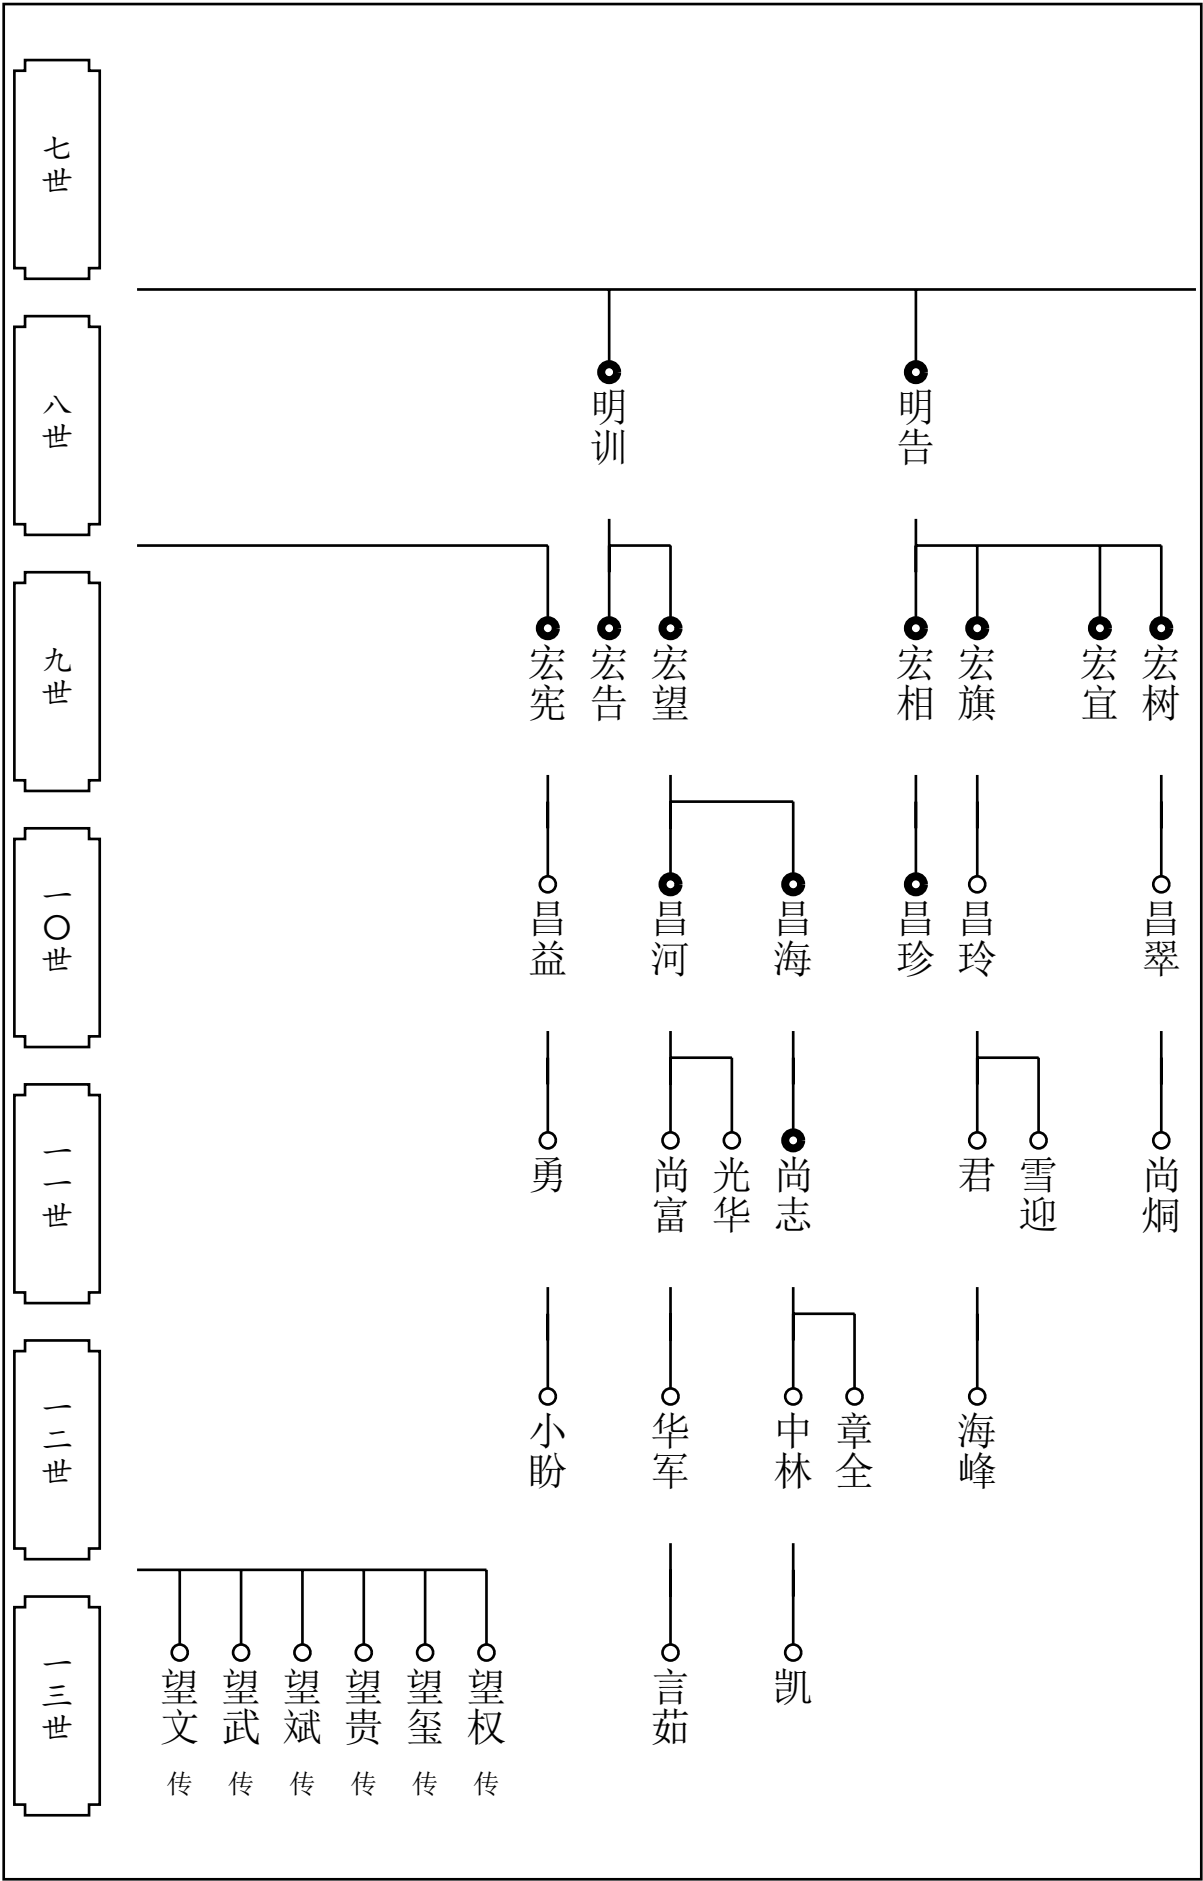 七世
八世
明训
明告
九世
宏宪
宏告
宏望
宏相
宏旗
宏宜
宏树
一〇世
昌益
昌河
昌海
昌珍
昌玲
昌翠
一一世
勇
尚富
光华
尚志
君
雪迎
尚炯
一二世
小盼
华军
中林
章全
海峰
一三世
望文
传
望武
传
望斌
传
望贵
传
望玺
传
望权
传
言茹
凯